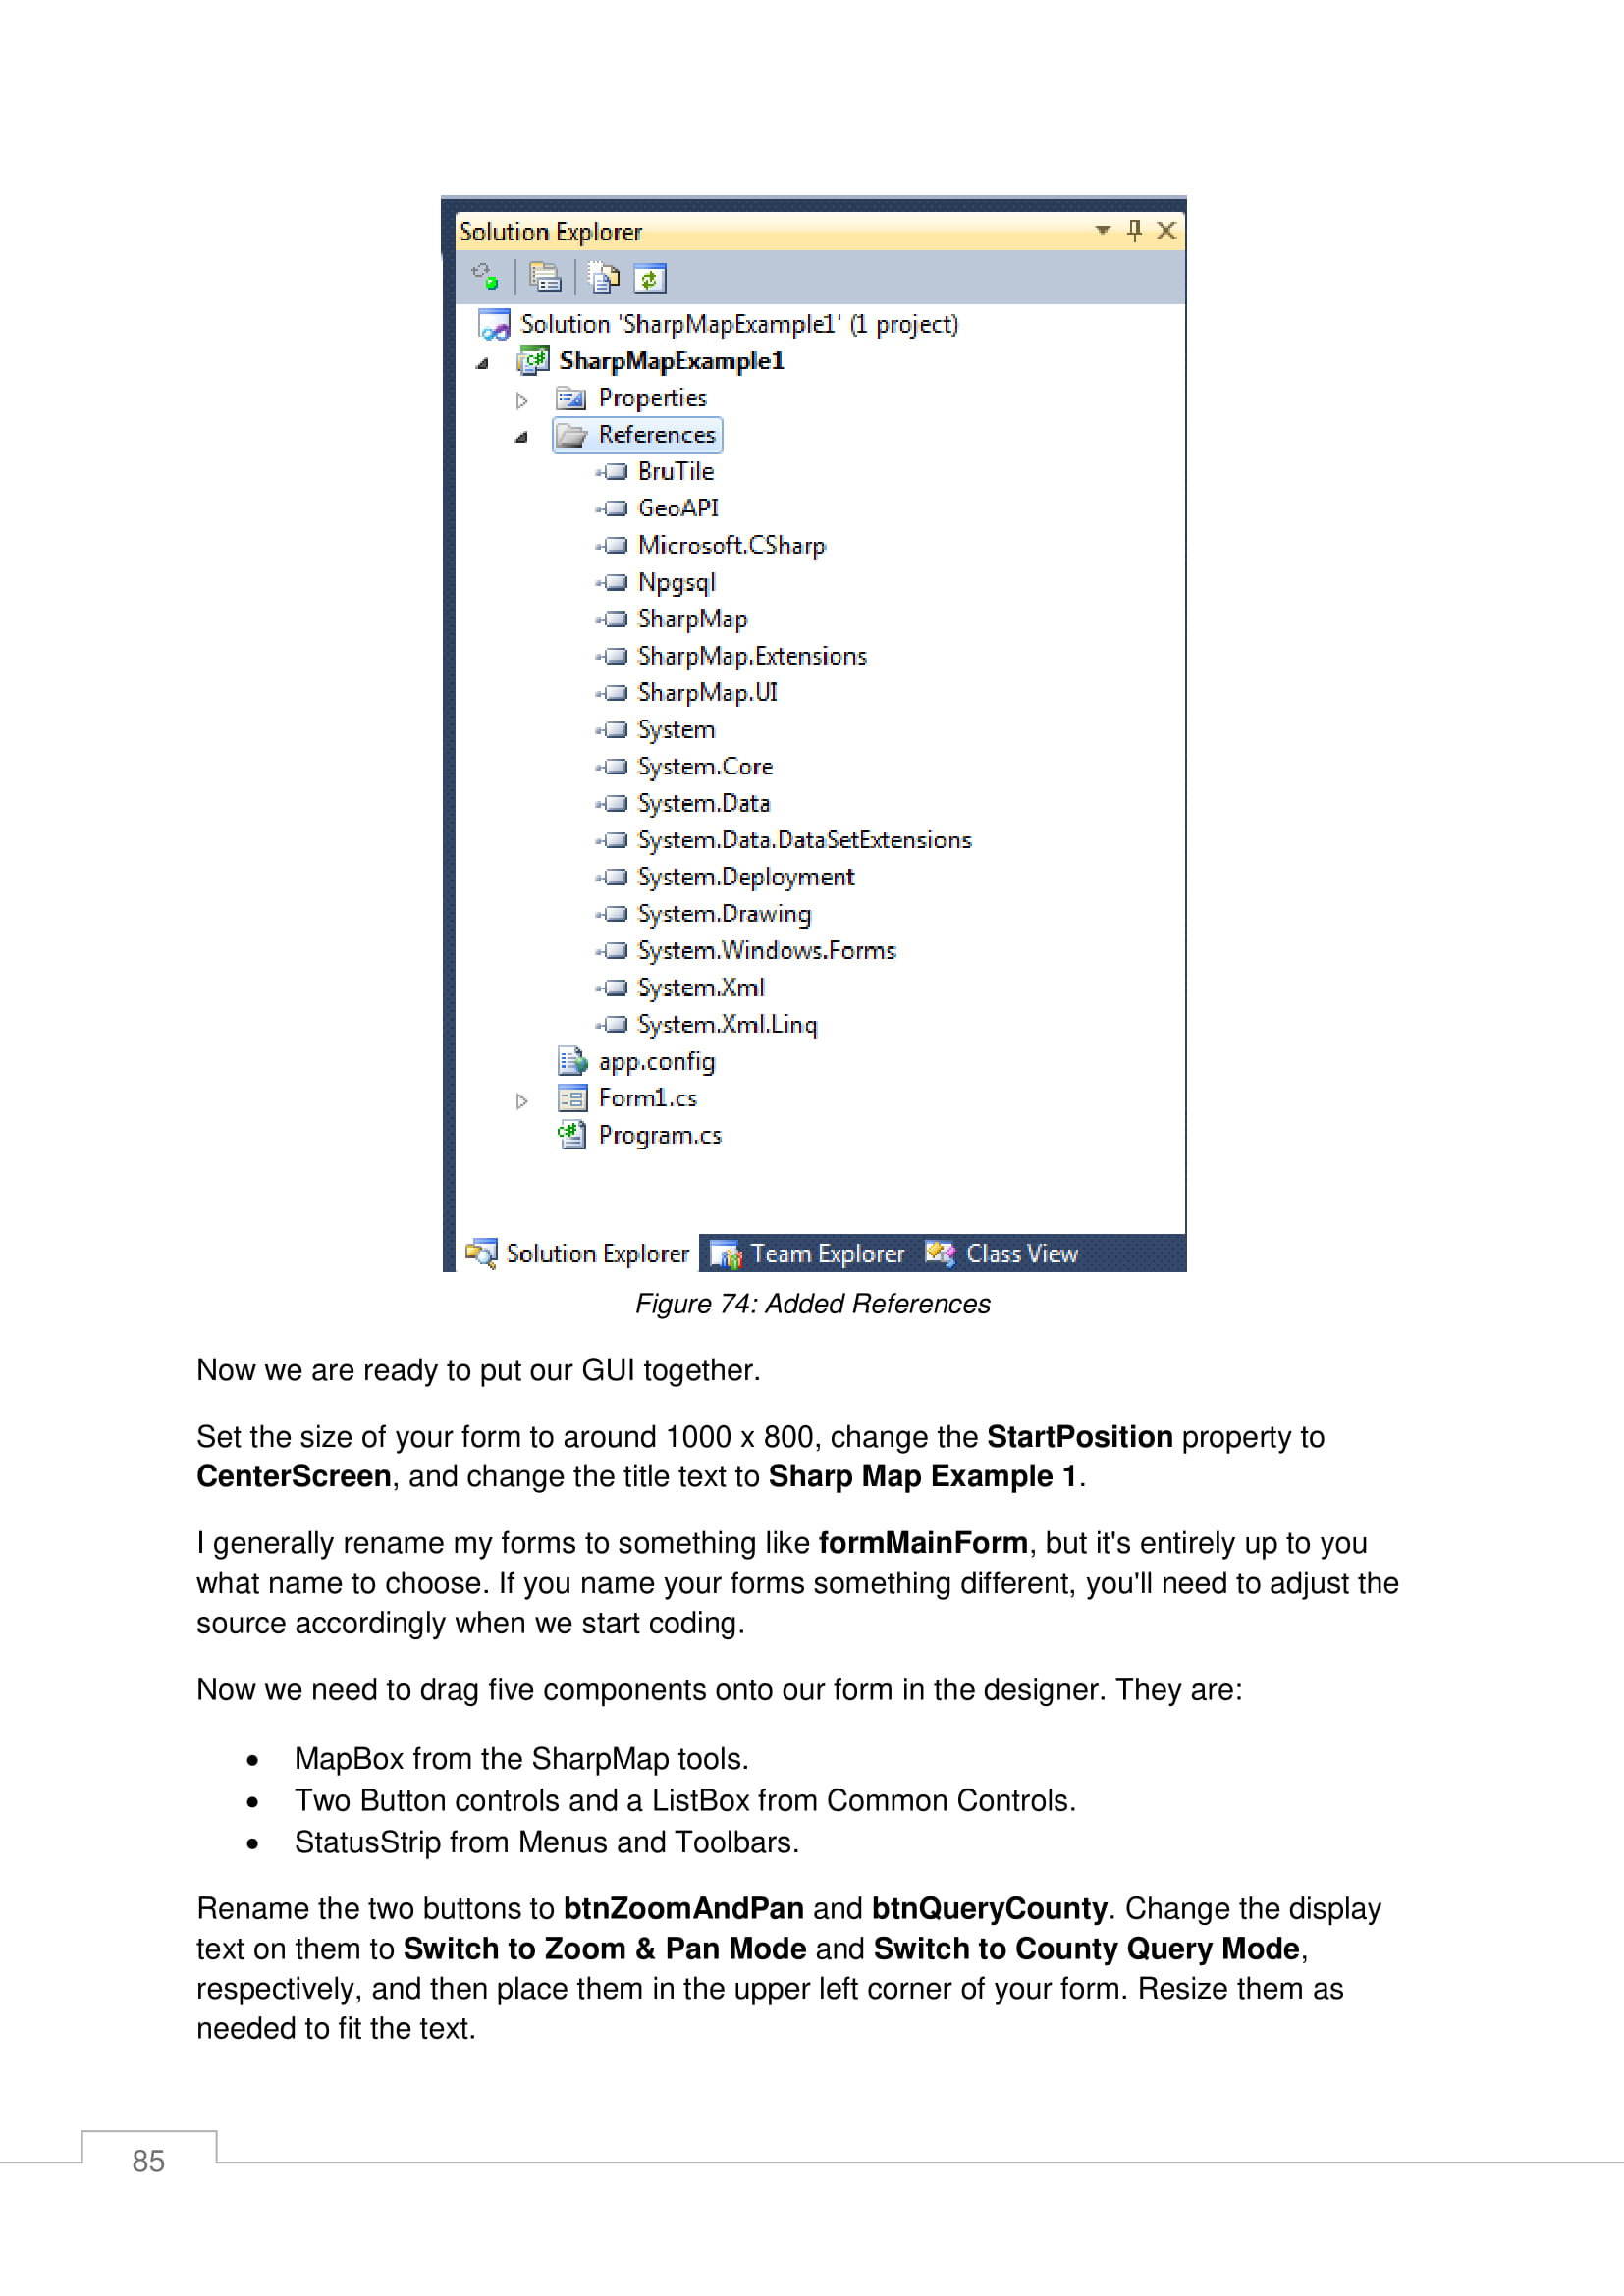 Solution Explorer
Solution 'SharpMapExample1' (1 project)
SharpMapExample1
Properties
References
BruTile
GeoAPI
Microsoft.CSharp
Npgsql
SharpMap
SharpMap.Extensions
SharpMap.UI
System
System.Core
System.Data
System.Data.DataSetExtensions
System.Deployment
System.Drawing
System.Windows.Forms
System.Xml
System.Xml.Linq
app.config
Form1.cs
Program.cs
Solution Explorer Team Explorer Class View
Figure 74: Added References
Now we are ready to put our GUI together.
Set the size of your form to around 1000 x 800, change the StartPosition property to
CenterScreen, and change the title text to Sharp Map Example 1.
I generally rename my forms to something like formMainForm, but it's entirely up to you
what name to choose. If you name your forms something different, you'll need to adjust the
source accordingly when we start coding.
Now we need to drag five components onto our form in the designer. They are:
• MapBox from the SharpMap tools.
• Two Button controls and a ListBox from Common Controls.
• StatusStrip from Menus and Toolbars.
Rename the two buttons to btnZoomAndPan and btnQueryCounty. Change the display
text on them to Switch to Zoom & Pan Mode and Switch to County Query Mode,
respectively, and then place them in the upper left corner of your form. Resize them as
needed to fit the text.
85